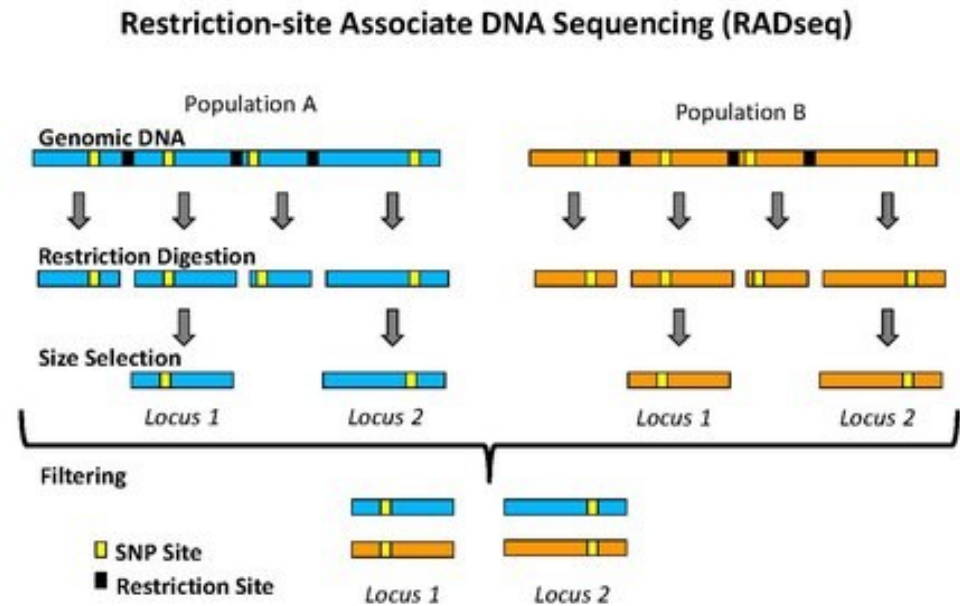 Restriction-site Associate DNA Sequencing (RADseq)
Population A
Population B
Genomic DNA
Restriction Digestion
Size Selection
Locus 1
Locus 2
Locus 1
Locus 2
Filtering
SNP Site
Restriction Site
Locus 1
Locus 2